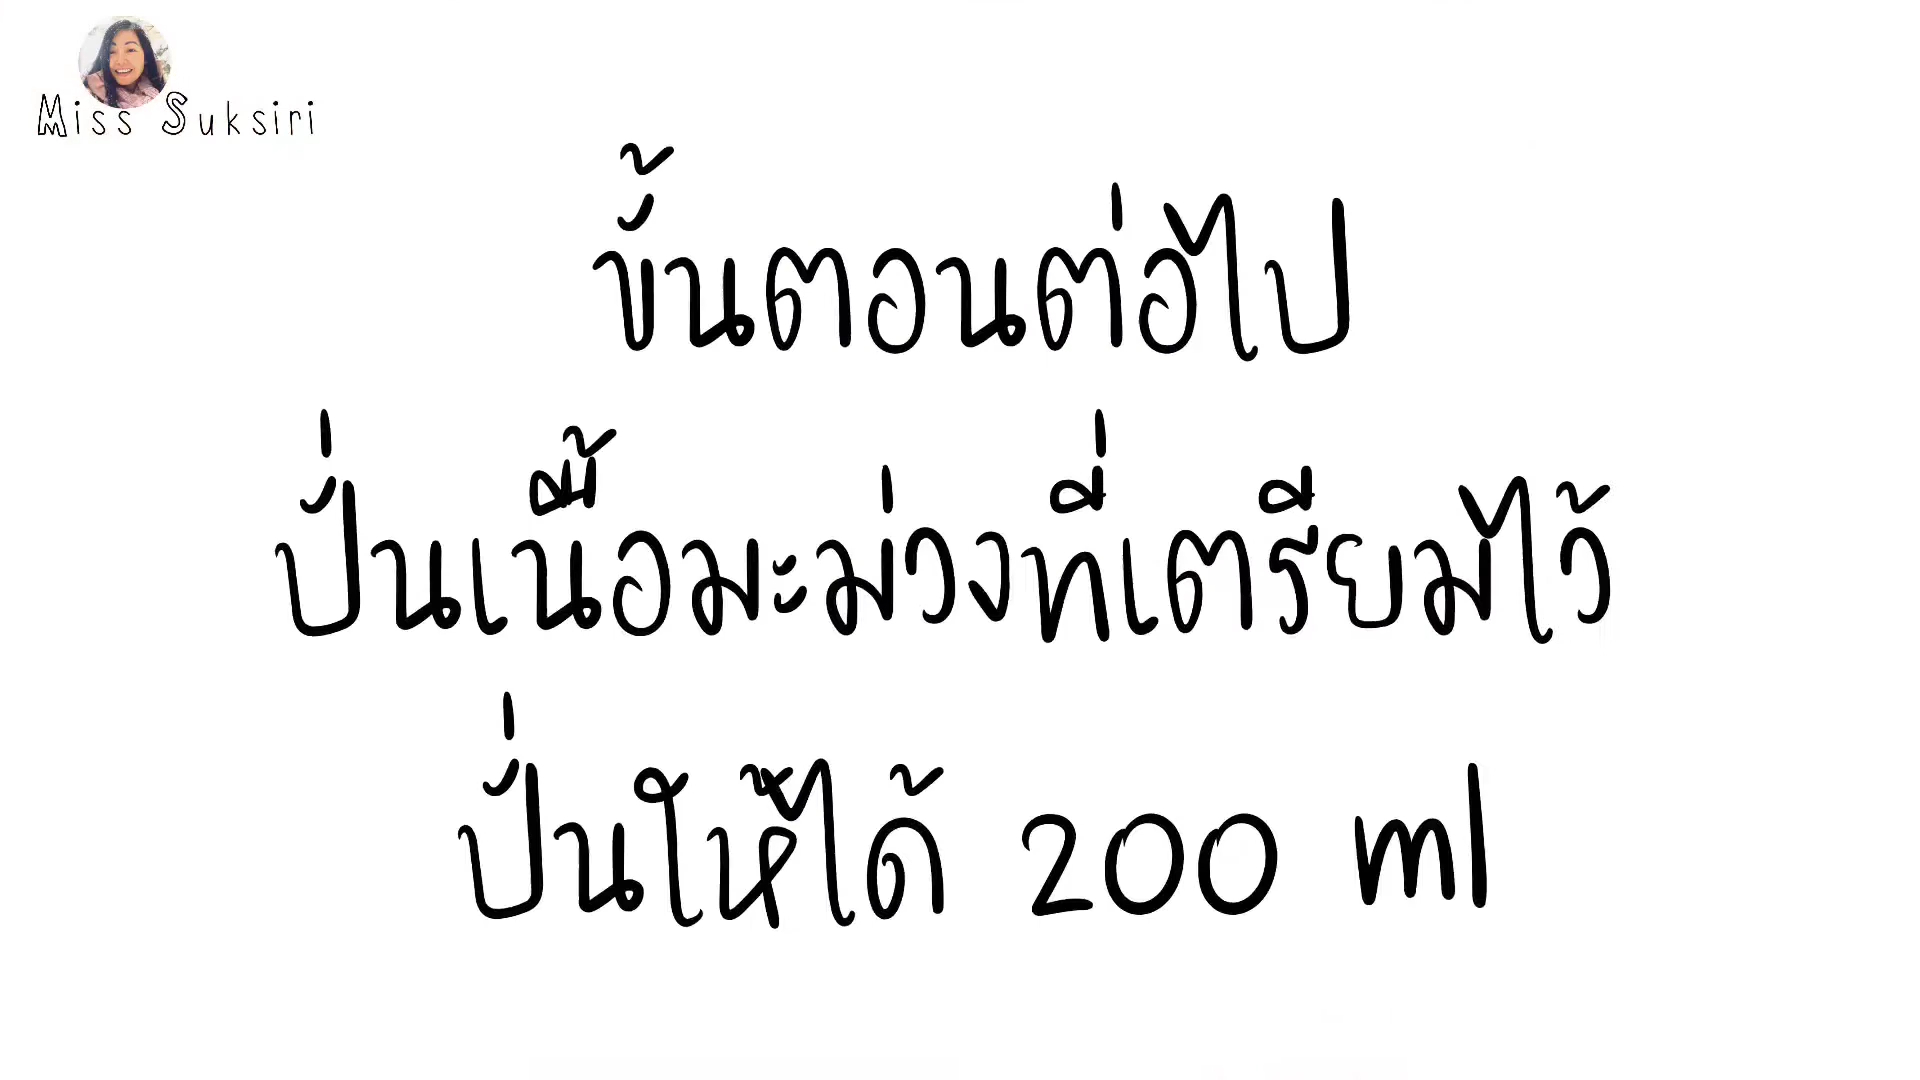 Miss Suksiri
ขั้นตอนต่อไป
ปั่นเนื้อมะม่วงที่เตรียมไว้
ปั่นให้ได้ 200 ml